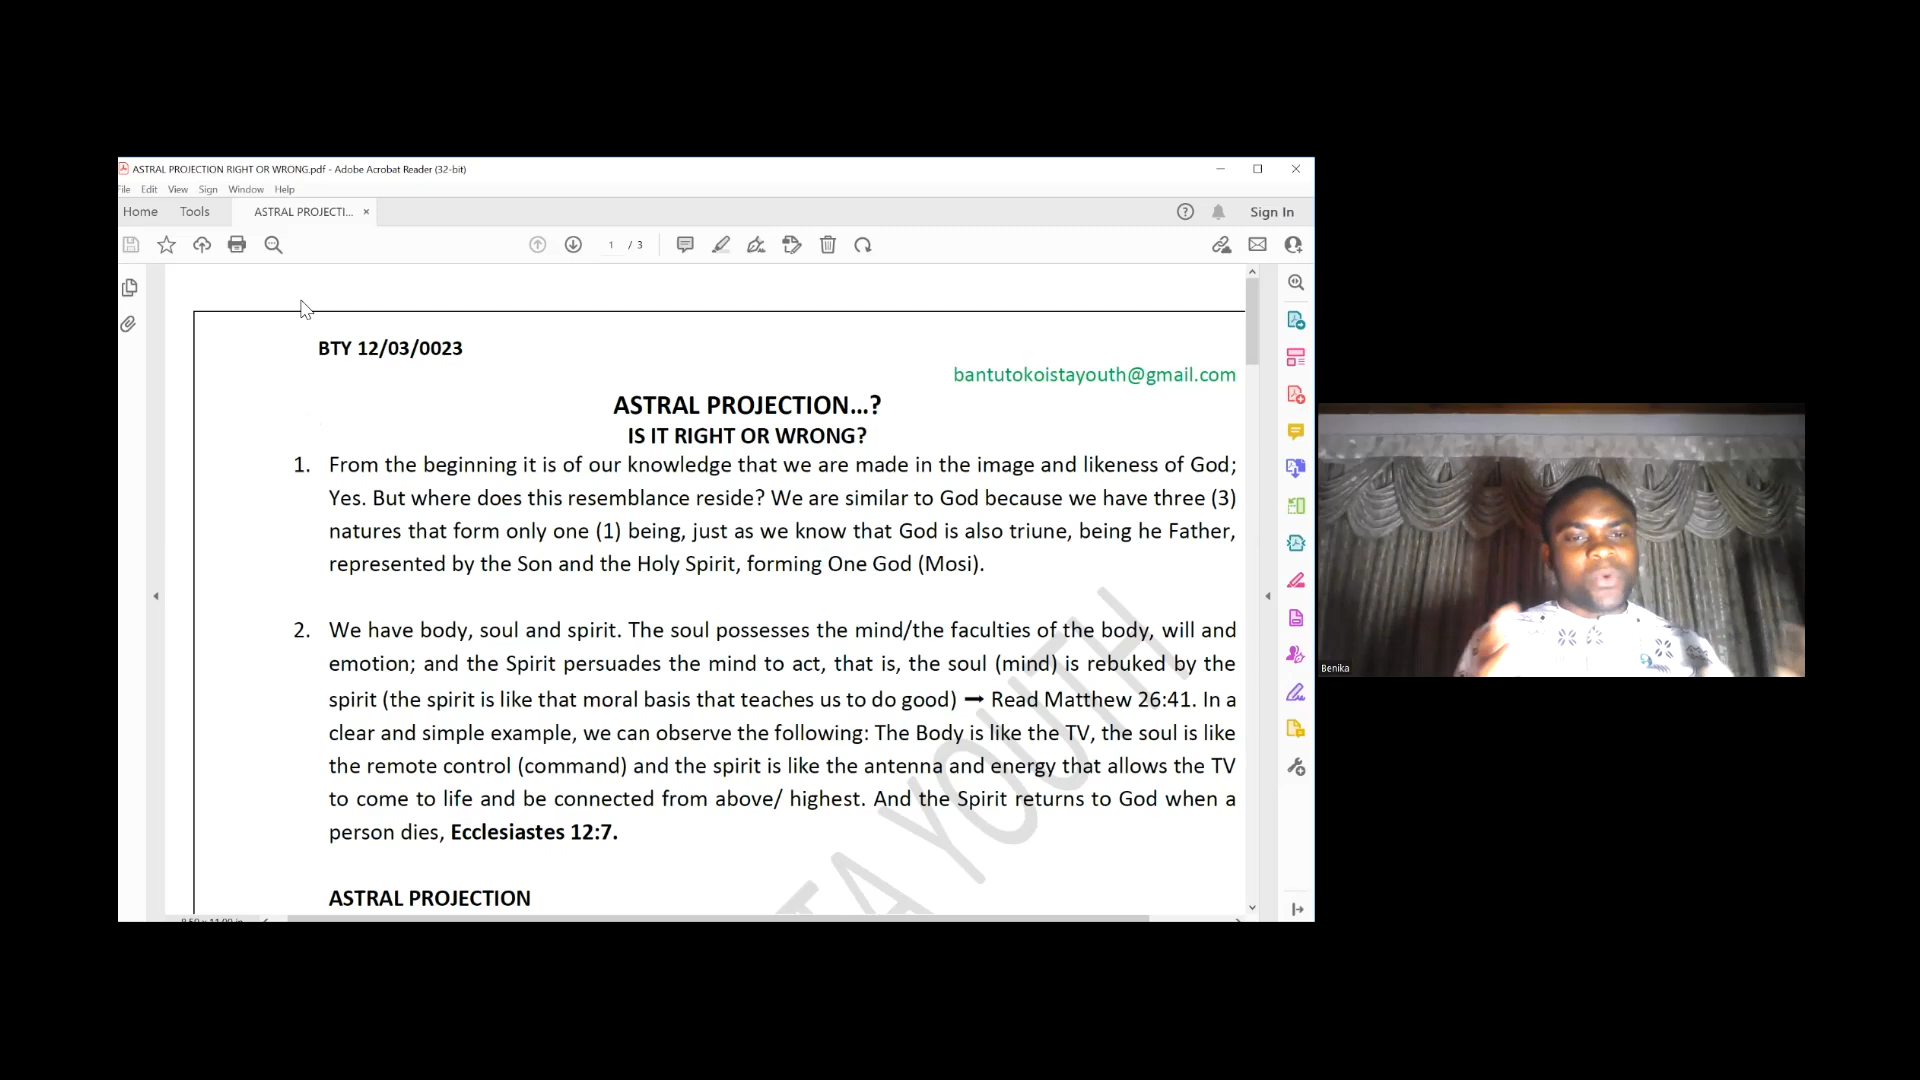 ASTRAL PROJECTION RIGHT OR WRONG.pdf - Adobe Acrobat Reader (32-bit)
File Edit View Sign Window Help
Home Tools ASTRAL PROJECTI... × Sign In
1 / 3
BTY 12/03/0023
bantutokoistayouth@gmail.com
ASTRAL PROJECTION...?
IS IT RIGHT OR WRONG?
1. From the beginning it is of our knowledge that we are made in the image and likeness of God;
Yes. But where does this resemblance reside? We are similar to God because we have three (3)
natures that form only one (1) being, just as we know that God is also triune, being he Father,
represented by the Son and the Holy Spirit, forming One God (Mosi).
2. We have body, soul and spirit. The soul possesses the mind/the faculties of the body, will and
emotion; and the Spirit persuades the mind to act, that is, the soul (mind) is rebuked by the
spirit (the spirit is like that moral basis that teaches us to do good) ➞ Read Matthew 26:41. In a
clear and simple example, we can observe the following: The Body is like the TV, the soul is like
the remote control (command) and the spirit is like the antenna and energy that allows the TV
to come to life and be connected from above/ highest. And the Spirit returns to God when a
person dies, Ecclesiastes 12:7.
ASTRAL PROJECTION
TA YOUTH
Benika